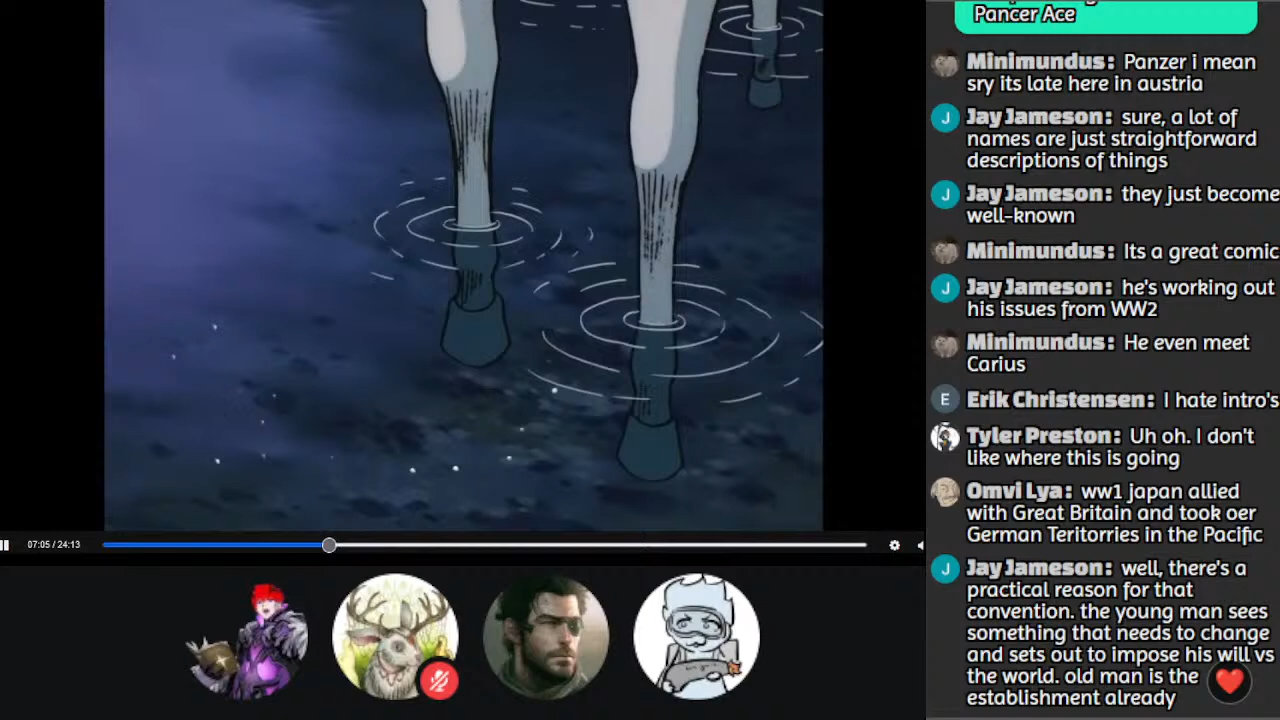 Pancer Ace
Minimundus: Panzer i mean
sry its late here in austria
Jay Jameson: sure, a lot of
names are just straightforward
descriptions of things
Jay Jameson: they just become
well-known
Minimundus: Its a great comic
Jay Jameson: he's working out
his issues from WW2
Minimundus: He even meet
Carius
Erik Christensen: I hate intro's
Tyler Preston: Uh oh. I don't
like where this is going
Omvi Lya: ww1 japan allied
with Great Britain and took oer
German Teritorries in the Pacific
Jay Jameson: well, there's a
practical reason for that
convention. the young man sees
something that needs to change
and sets out to impose his will vs
the world. old man is the
establishment already
07:05 / 24:13
J
J
J
E
J